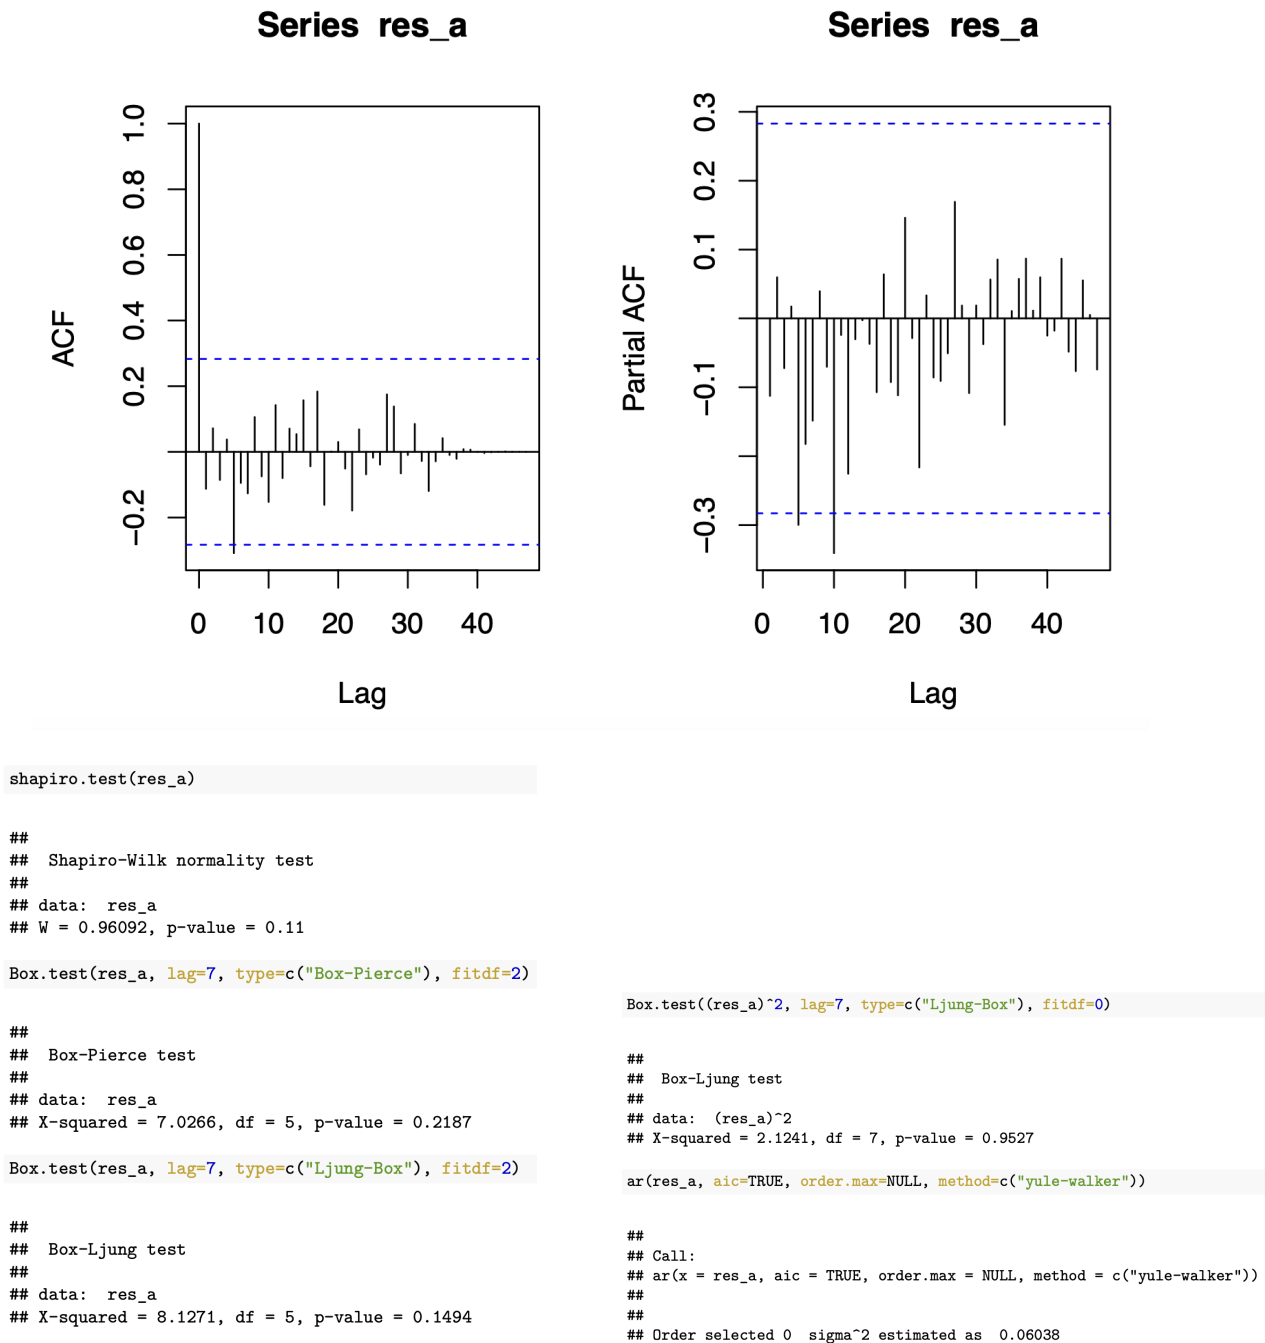 Series res_a
ACF
1.0
0.8
0.6
0.4
0.2
−0.2
0 10 20 30 40
Lag
Series res_a
Partial ACF
0.3
0.2
0.1
−0.1
−0.3
0 10 20 30 40
Lag
shapiro.test(res_a)
##
## Shapiro-Wilk normality test
##
## data: res_a
## W = 0.96092, p-value = 0.11
Box.test(res_a, lag=7, type=c("Box-Pierce"), fitdf=2)
##
## Box-Pierce test
##
## data: res_a
## X-squared = 7.0266, df = 5, p-value = 0.2187
Box.test(res_a, lag=7, type=c("Ljung-Box"), fitdf=2)
##
## Box-Ljung test
##
## data: res_a
## X-squared = 8.1271, df = 5, p-value = 0.1494
Box.test((res_a)^2, lag=7, type=c("Ljung-Box"), fitdf=0)
##
## Box-Ljung test
##
## data: (res_a)^2
## X-squared = 2.1241, df = 7, p-value = 0.9527
ar(res_a, aic=TRUE, order.max=NULL, method=c("yule-walker"))
##
## Call:
## ar(x = res_a, aic = TRUE, order.max = NULL, method = c("yule-walker"))
##
##
## Order selected 0 sigma^2 estimated as 0.06038